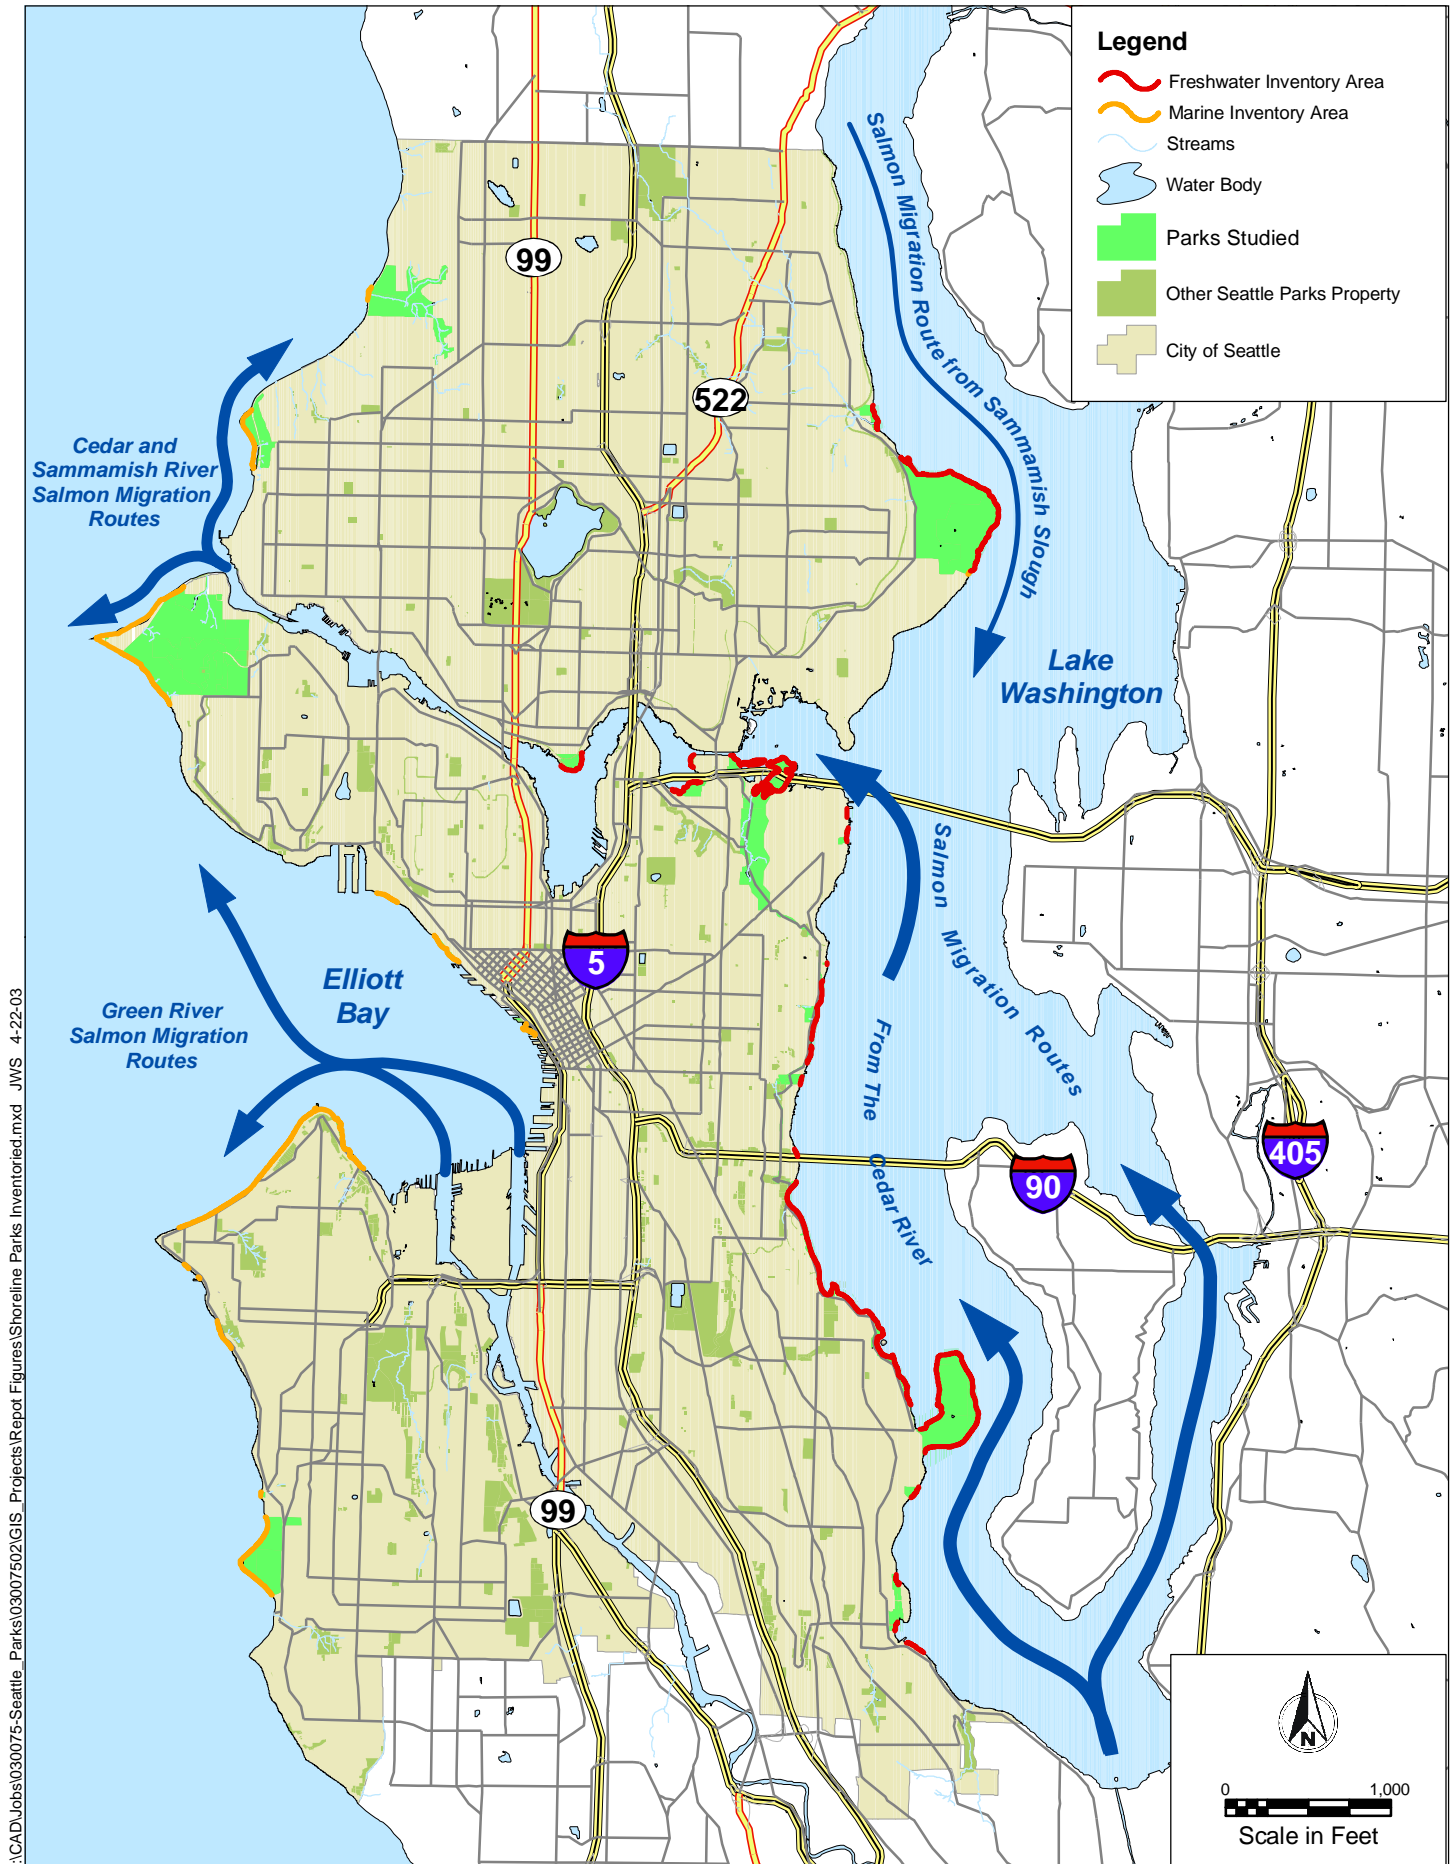 Legend
Freshwater Inventory Area
Marine Inventory Area
Streams
Water Body
Parks Studied
Other Seattle Parks Property
City of Seattle
Salmon Migration Route from Sammamish Slough
99
522
Cedar and
Sammamish River
Salmon Migration
Routes
Lake
Washington
Salmon Migration Routes
From The Cedar River
5
Elliott
Bay
Green River
Salmon Migration
Routes
405
90
99
N
0 1,000
Scale in Feet
:\CAD\Jobs\030075-Seattle_Parks\03007502\GIS_Projects\Repot Figures\Shoreline Parks Inventoried.mxd JWS 4-22-03